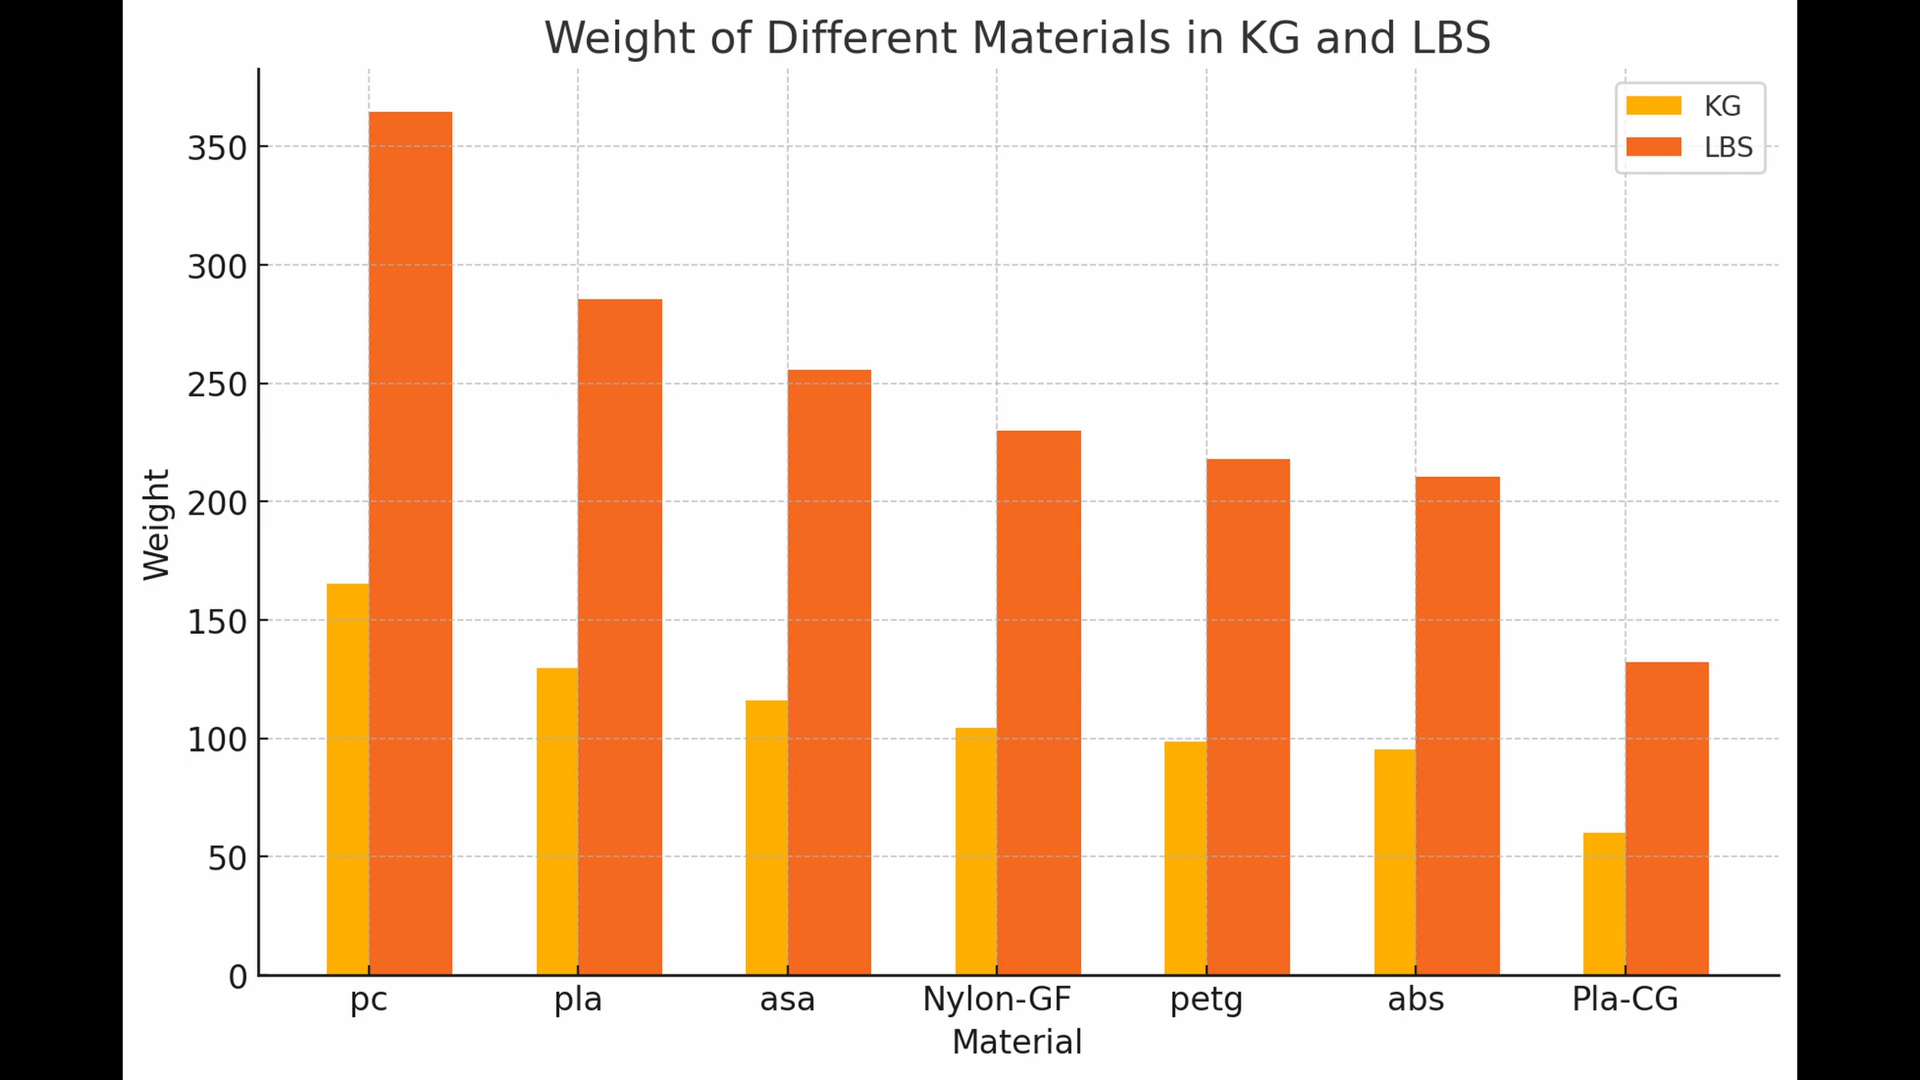 Weight of Different Materials in KG and LBS
KG
LBS
350
300
250
200
150
100
50
0
Weight
pc pla asa Nylon-GF petg abs Pla-CG
Material